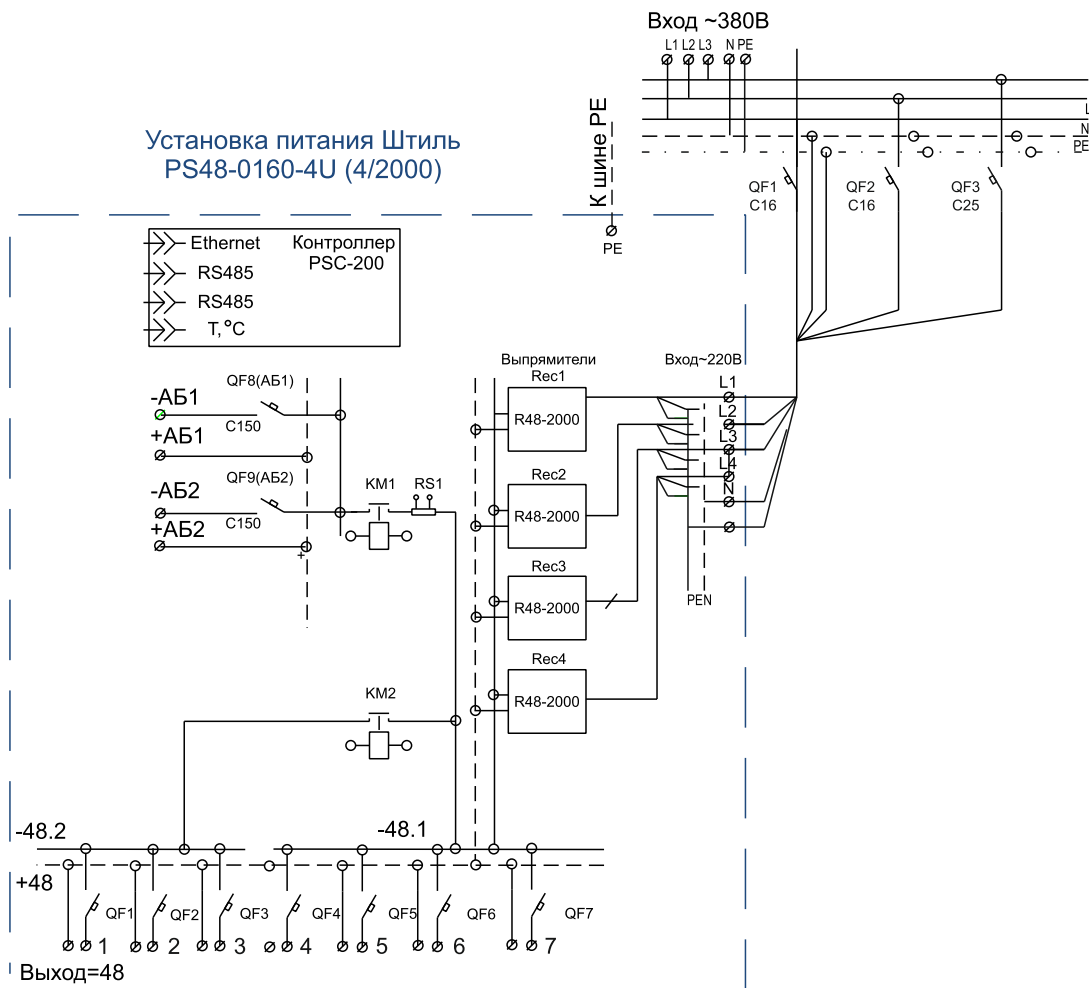 Вход ~380В
L1 L2 L3 N PE
L
N
PE
К шине PE
PE
Установка питания Штиль
PS48-0160-4U (4/2000)
QF1
C16
QF2
C16
QF3
C25
Ethernet
Контроллер
PSC-200
RS485
RS485
T,°C
Выпрямители
Вход~220В
-АБ1
QF8(АБ1)
C150
+АБ1
-АБ2
QF9(АБ2)
C150
+АБ2
+
KM1
RS1
Rec1
R48-2000
Rec2
R48-2000
Rec3
R48-2000
Rec4
R48-2000
L1
L2
L3
L4
N
PEN
KM2
-48.2
-48.1
+48
QF1
QF2
QF3
QF4
QF5
QF6
QF7
1 2 3 4 5 6 7
Выход=48